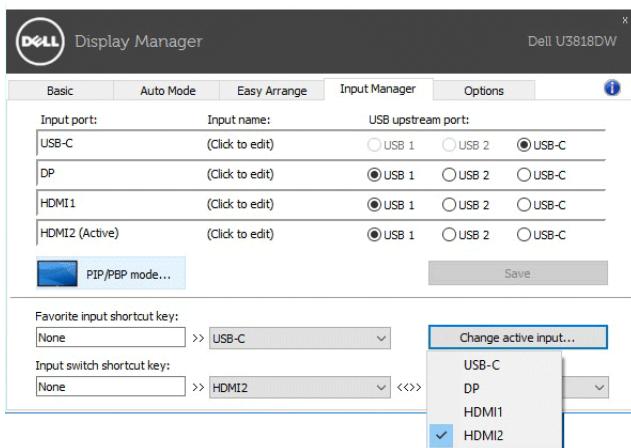 DELL Display Manager Dell U3818DW x
Basic Auto Mode Easy Arrange Input Manager Options i
Input port: Input name: USB upstream port:
USB-C (Click to edit) USB 1 USB 2 USB-C
DP (Click to edit) USB 1 USB 2 USB-C
HDMI1 (Click to edit) USB 1 USB 2 USB-C
HDMI2 (Active) (Click to edit) USB 1 USB 2 USB-C
PIP/PBP mode... Save
Favorite input shortcut key:
None >> USB-C Change active input...
Input switch shortcut key:
None >> HDMI2 <<>>
USB-C
DP
HDMI1
HDMI2